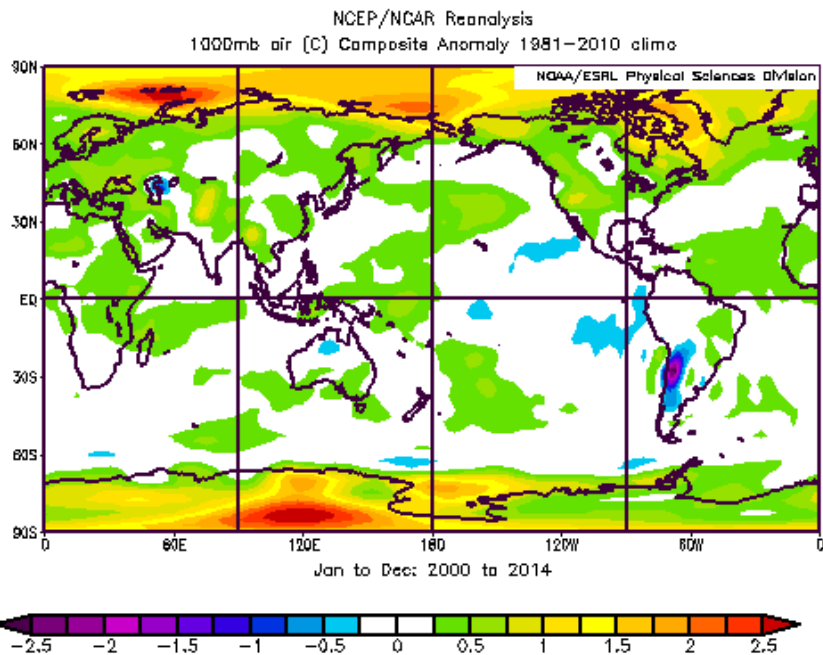 NCEP/NCAR Reanalysis
1000mb air (C) Composite Anomaly 1981-2010 climo
NOAA/ESRL Physical Sciences Division
90N
60N
30N
EQ
30S
60S
90S
0 60E 120E 180 120W 60W 0
Jan to Dec: 2000 to 2014
-2.5 -2 -1.5 -1 -0.5 0 0.5 1 1.5 2 2.5